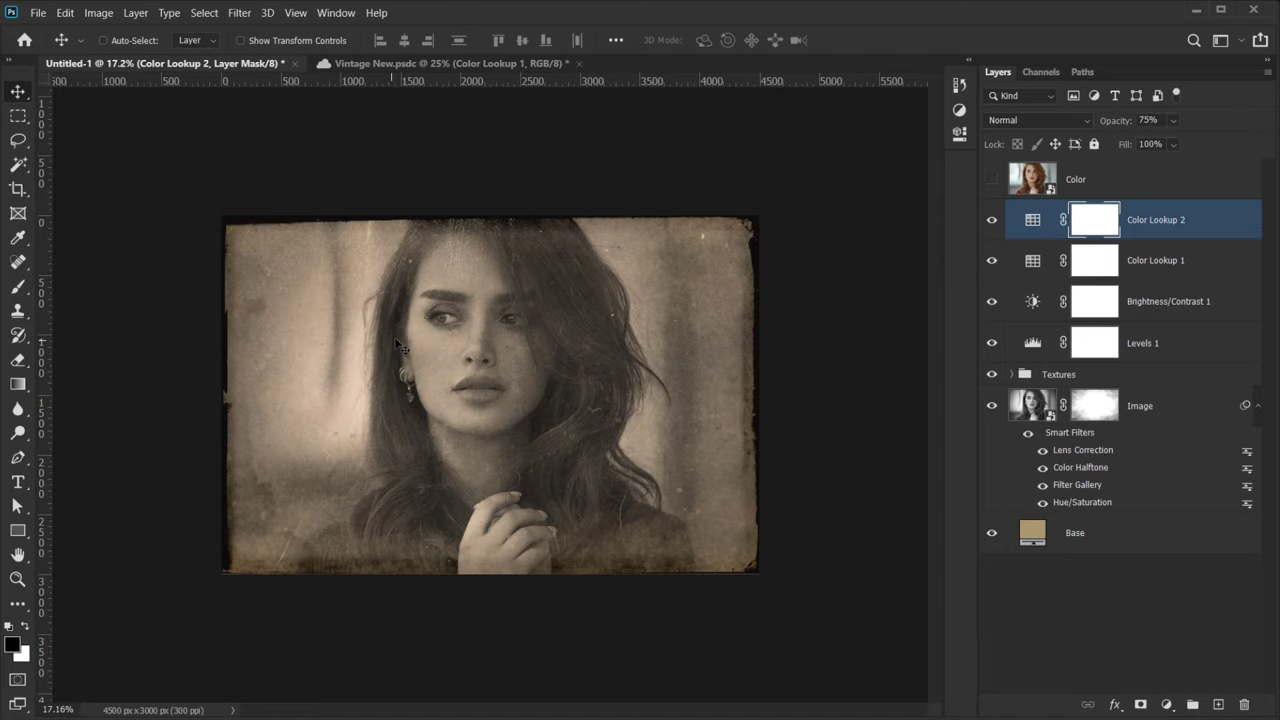 Ps File Edit Image Layer Type Select Filter 3D View Window Help
Auto-Select: Layer Show Transform Controls ••• 3D Mode:
Untitled-1 @ 17.2% (Color Lookup 2, Layer Mask/8) * × Vintage New.psdc @ 25% (Color Lookup 1, RGB/8) * ×
500 1000 500 0 500 1000 1500 2000 2500 3000 3500 4000 4500 5000 5500
Layers Channels Paths
Kind
Normal Opacity: 75%
Lock: Fill: 100%
Color
Color Lookup 2
Color Lookup 1
Brightness/Contrast 1
Levels 1
Textures
Image
Smart Filters
Lens Correction
Color Halftone
Filter Gallery
Hue/Saturation
Base
17.16% 4500 px x 3000 px (300 ppi)
fx